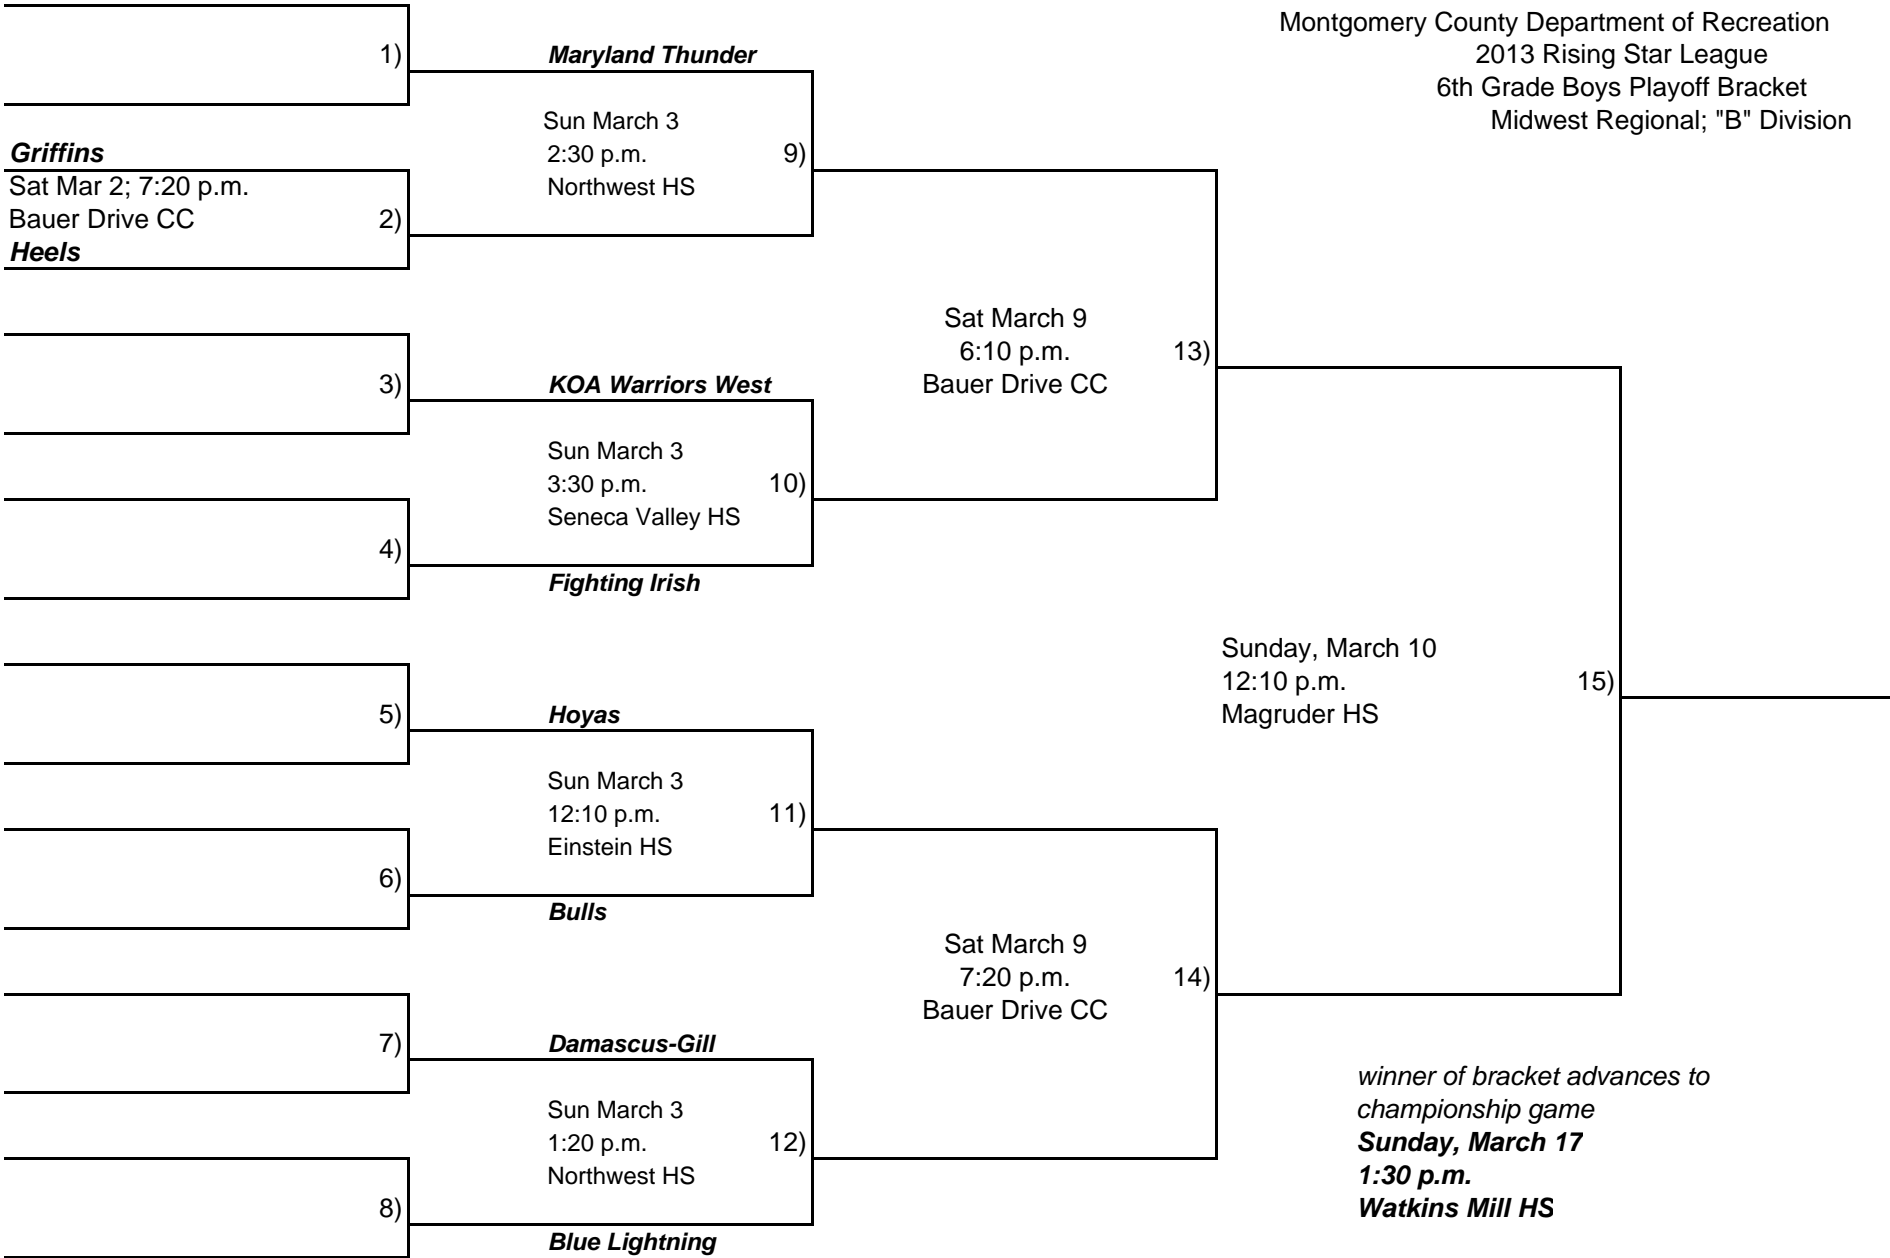 Montgomery County Department of Recreation
2013 Rising Star League
6th Grade Boys Playoff Bracket
Midwest Regional; "B" Division
1)
Griffins
Sat Mar 2; 7:20 p.m.
Bauer Drive CC 2)
Heels
3)
4)
5)
6)
7)
8)
Maryland Thunder
Sun March 3
2:30 p.m. 9)
Northwest HS
KOA Warriors West
Sun March 3
3:30 p.m. 10)
Seneca Valley HS
Fighting Irish
Hoyas
Sun March 3
12:10 p.m. 11)
Einstein HS
Bulls
Damascus-Gill
Sun March 3
1:20 p.m. 12)
Northwest HS
Blue Lightning
Sat March 9
6:10 p.m. 13)
Bauer Drive CC
Sat March 9
7:20 p.m. 14)
Bauer Drive CC
Sunday, March 10
12:10 p.m. 15)
Magruder HS
winner of bracket advances to
championship game
Sunday, March 17
1:30 p.m.
Watkins Mill HS